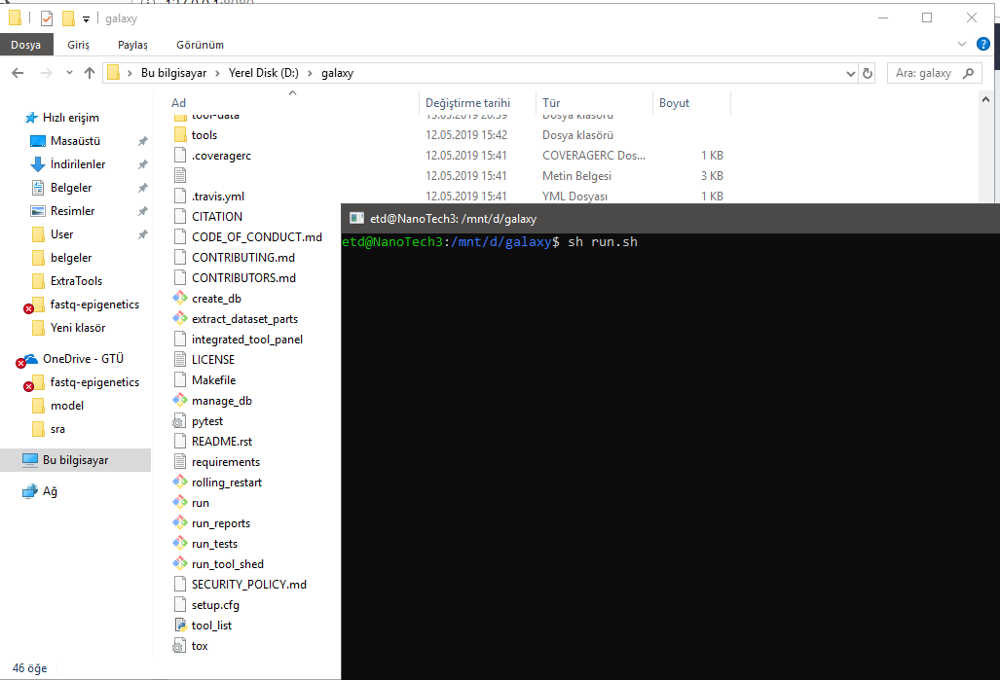 galaxy
Dosya Giriş Paylaş Görünüm
Bu bilgisayar > Yerel Disk (D:) > galaxy
Ara: galaxy
Ad Değiştirme tarihi Tür Boyut
Hızlı erişim
Masaüstü
İndirilenler
Belgeler
Resimler
User
belgeler
ExtraTools
fastq-epigenetics
Yeni klasör
OneDrive - GTÜ
fastq-epigenetics
model
sra
Bu bilgisayar
Ağ
tool-data Dosya klasörü
tools 12.05.2019 15:42 Dosya klasörü
.coveragerc 12.05.2019 15:41 COVERAGERC Dos... 1 KB
12.05.2019 15:41 Metin Belgesi 3 KB
.travis.yml 12.05.2019 15:41 YML Dosyası 1 KB
CITATION
CODE_OF_CONDUCT.md
CONTRIBUTING.md
CONTRIBUTORS.md
create_db
extract_dataset_parts
integrated_tool_panel
LICENSE
Makefile
manage_db
pytest
README.rst
requirements
rolling_restart
run
run_reports
run_tests
run_tool_shed
SECURITY_POLICY.md
setup.cfg
tool_list
tox
46 öğe
etd@NanoTech3: /mnt/d/galaxy
etd@NanoTech3:/mnt/d/galaxy$ sh run.sh